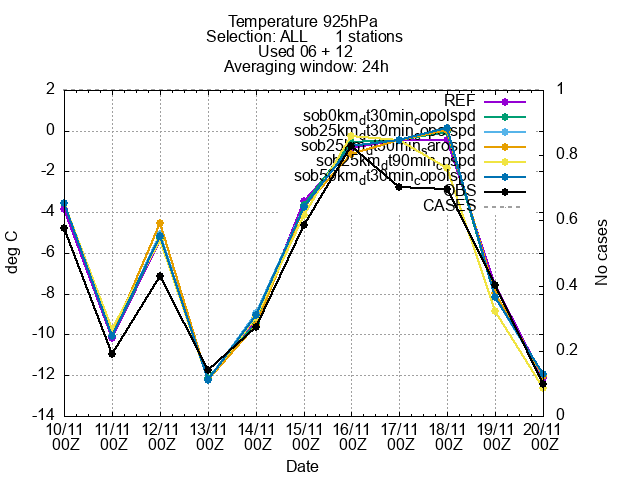 Temperature 925hPa
Selection: ALL 1 stations
Used 06 + 12
Averaging window: 24h
2
0
-2
-4
-6
-8
-10
-12
-14
deg C
1
0.8
0.6
0.4
0.2
0
No cases
REF
sob0km_dt30min_copolspd
sob25km_dt30min_copolspd
CASES
10/11 11/11 12/11 13/11 14/11 15/11 16/11 17/11 18/11 19/11 20/11
00Z 00Z 00Z 00Z 00Z 00Z 00Z 00Z 00Z 00Z 00Z
Date